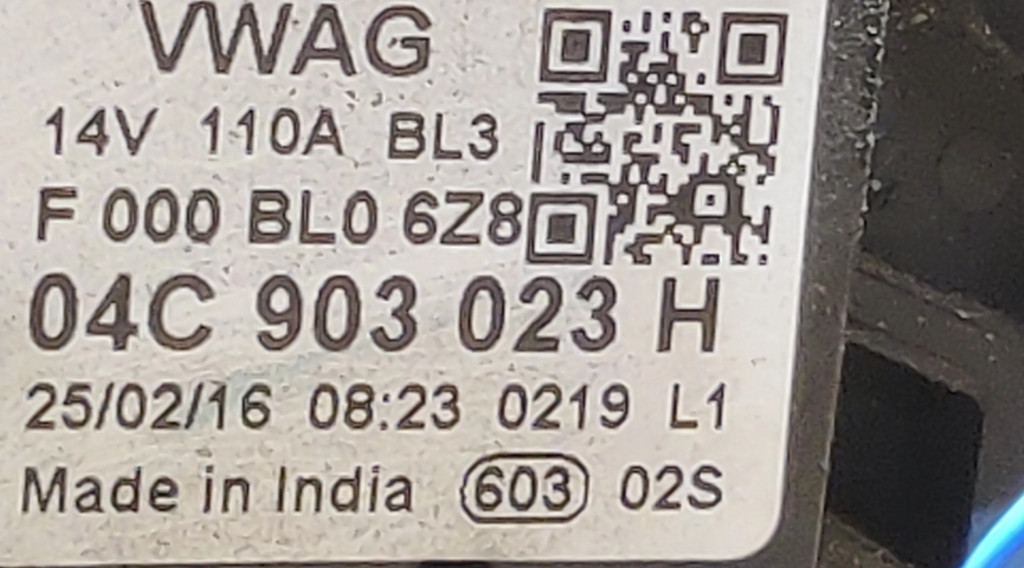 VWAG
14V 110A BL3
F 000 BL0 6Z8
04C 903 023 H
25/02/16 08:23 0219 L1
Made in India 603 02S